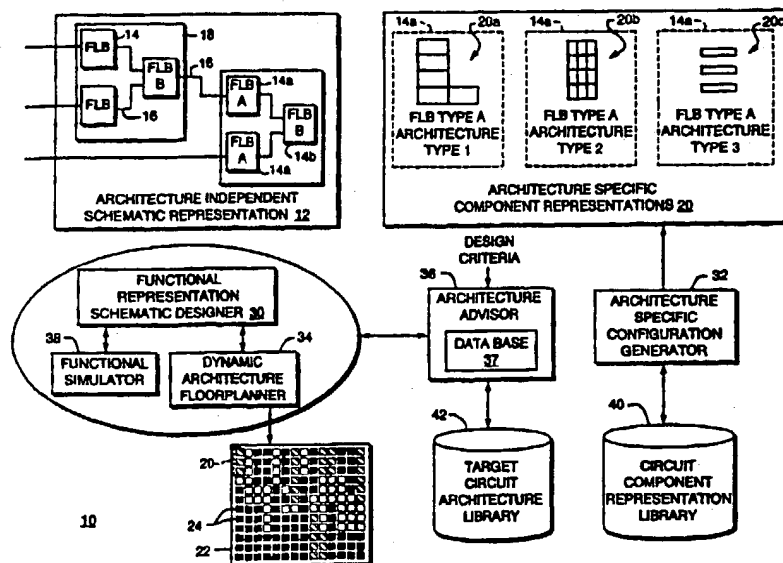 14
18
FLB
FLB
B
16
14a
FLB
A
FLB
16
FLB
B
FLB
A
14b
14a
ARCHITECTURE INDEPENDENT
SCHEMATIC REPRESENTATION 12
14a
20a
14a
20b
14a
20c
FLB TYPE A
ARCHITECTURE
TYPE 1
FLB TYPE A
ARCHITECTURE
TYPE 2
FLB TYPE A
ARCHITECTURE
TYPE 3
ARCHITECTURE SPECIFIC
COMPONENT REPRESENTATIONS 20
FUNCTIONAL
REPRESENTATION
SCHEMATIC DESIGNER 30
38
34
FUNCTIONAL
SIMULATOR
DYNAMIC
ARCHITECTURE
FLOORPLANNER
DESIGN
CRITERIA
36
ARCHITECTURE
ADVISOR
DATA BASE
37
32
ARCHITECTURE
SPECIFIC
CONFIGURATION
GENERATOR
42
TARGET
CIRCUIT
ARCHITECTURE
LIBRARY
40
CIRCUIT
COMPONENT
REPRESENTATION
LIBRARY
20
24
22
10